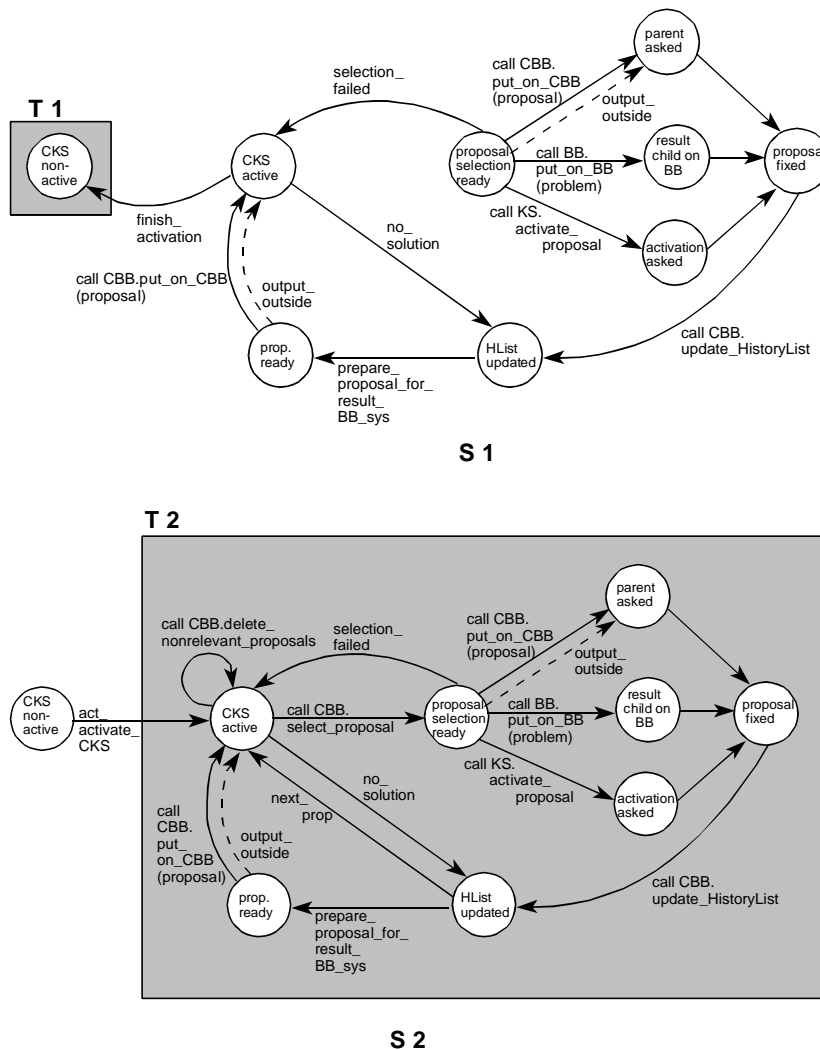 parent
asked
call CBB.
put_on_CBB
(proposal)
output_
outside
selection_
failed
T 1
CKS
non-
active
CKS
active
proposal
selection
ready
call BB.
put_on_BB
(problem)
result
child on
BB
proposal
fixed
finish_
activation
call KS.
activate_
proposal
activation
asked
no_
solution
call CBB.put_on_CBB
(proposal)
output_
outside
prop.
ready
HList
updated
call CBB.
update_HistoryList
prepare_
proposal_for_
result_
BB_sys
S 1
T 2
parent
asked
call CBB.delete_
nonrelevant_proposals
selection_
failed
call CBB.
put_on_CBB
(proposal)
output_
outside
CKS
non-
active
act_
activate_
CKS
CKS
active
call CBB.
select_proposal
proposal
selection
ready
call BB.
put_on_BB
(problem)
result
child on
BB
proposal
fixed
call KS.
activate_
proposal
activation
asked
no_
solution
next_
prop
call
CBB.
put_
on_CBB
(proposal)
output_
outside
prop.
ready
HList
updated
call CBB.
update_HistoryList
prepare_
proposal_for_
result_
BB_sys
S 2